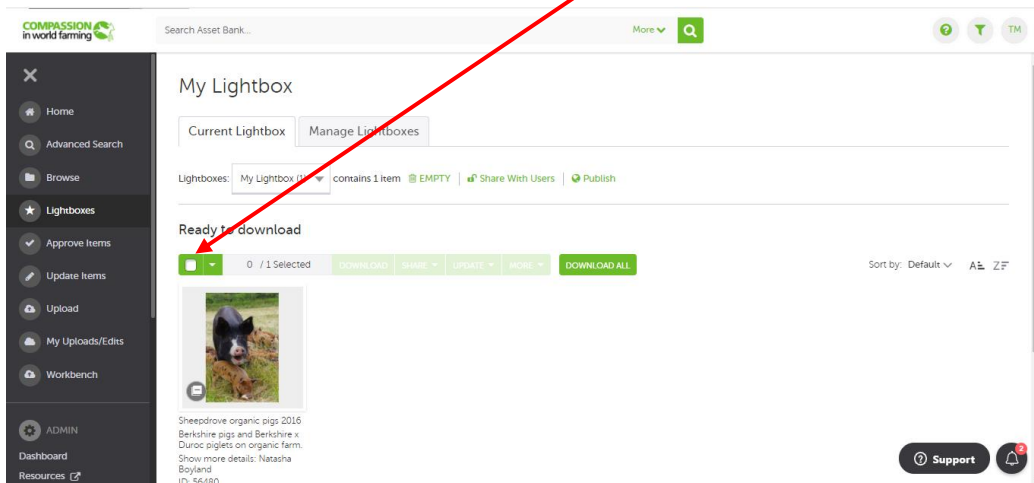 COMPASSION
in world farming
Search Asset Bank...
More
TM
Home
Advanced Search
Browse
Lightboxes
Approve Items
Update Items
Upload
My Uploads/Edits
Workbench
ADMIN
Dashboard
Resources
My Lightbox
Current Lightbox Manage Lightboxes
Lightboxes: My Lightbox (1) contains 1 item EMPTY Share With Users Publish
Ready to download
0 / 1 Selected DOWNLOAD SHARE UPDATE MORE DOWNLOAD ALL Sort by: Default
Sheepdrove organic pigs 2016
Berkshire pigs and Berkshire x
Duroc piglets on organic farm.
Show more details: Natasha
Boyland
ID: 56480
Support
2